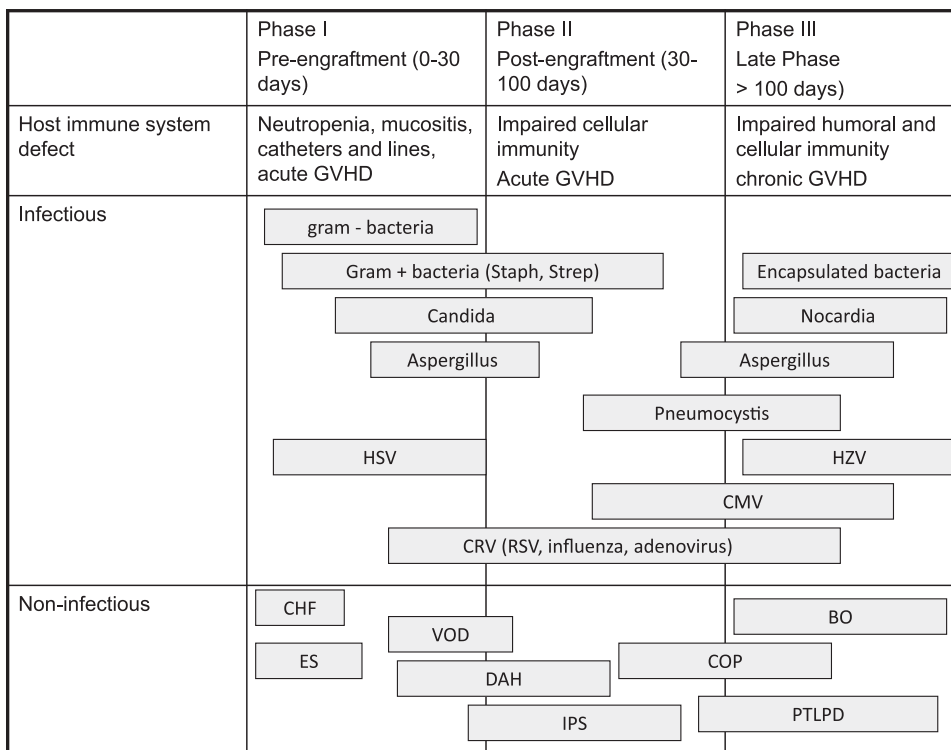 Phase I
Pre-engraftment (0-30
days)
Phase II
Post-engraftment (30-
100 days)
Phase III
Late Phase
> 100 days)
Host immune system
defect
Neutropenia, mucositis,
catheters and lines,
acute GVHD
Impaired cellular
immunity
Acute GVHD
Impaired humoral and
cellular immunity
chronic GVHD
Infectious
gram - bacteria
Gram + bacteria (Staph, Strep)
Encapsulated bacteria
Candida
Nocardia
Aspergillus
Aspergillus
Pneumocystis
HSV
HZV
CMV
CRV (RSV, influenza, adenovirus)
Non-infectious
CHF
BO
VOD
ES
COP
DAH
IPS
PTLPD